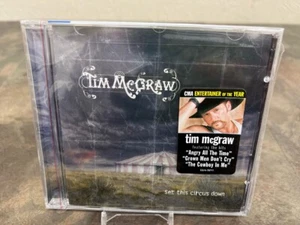 Tim McGraw
CMA ENTERTAINER of the YEAR
tim mcgraw
featuring the hits
"Angry All The Time"
"Grown Men Don't Cry"
"The Cowboy In Me"
set this circus down